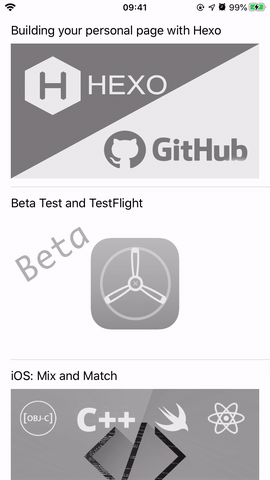 09:41
99%
Building your personal page with Hexo
HEXO
GitHub
Beta Test and TestFlight
Beta
iOS: Mix and Match
[OBJ-C]
C++